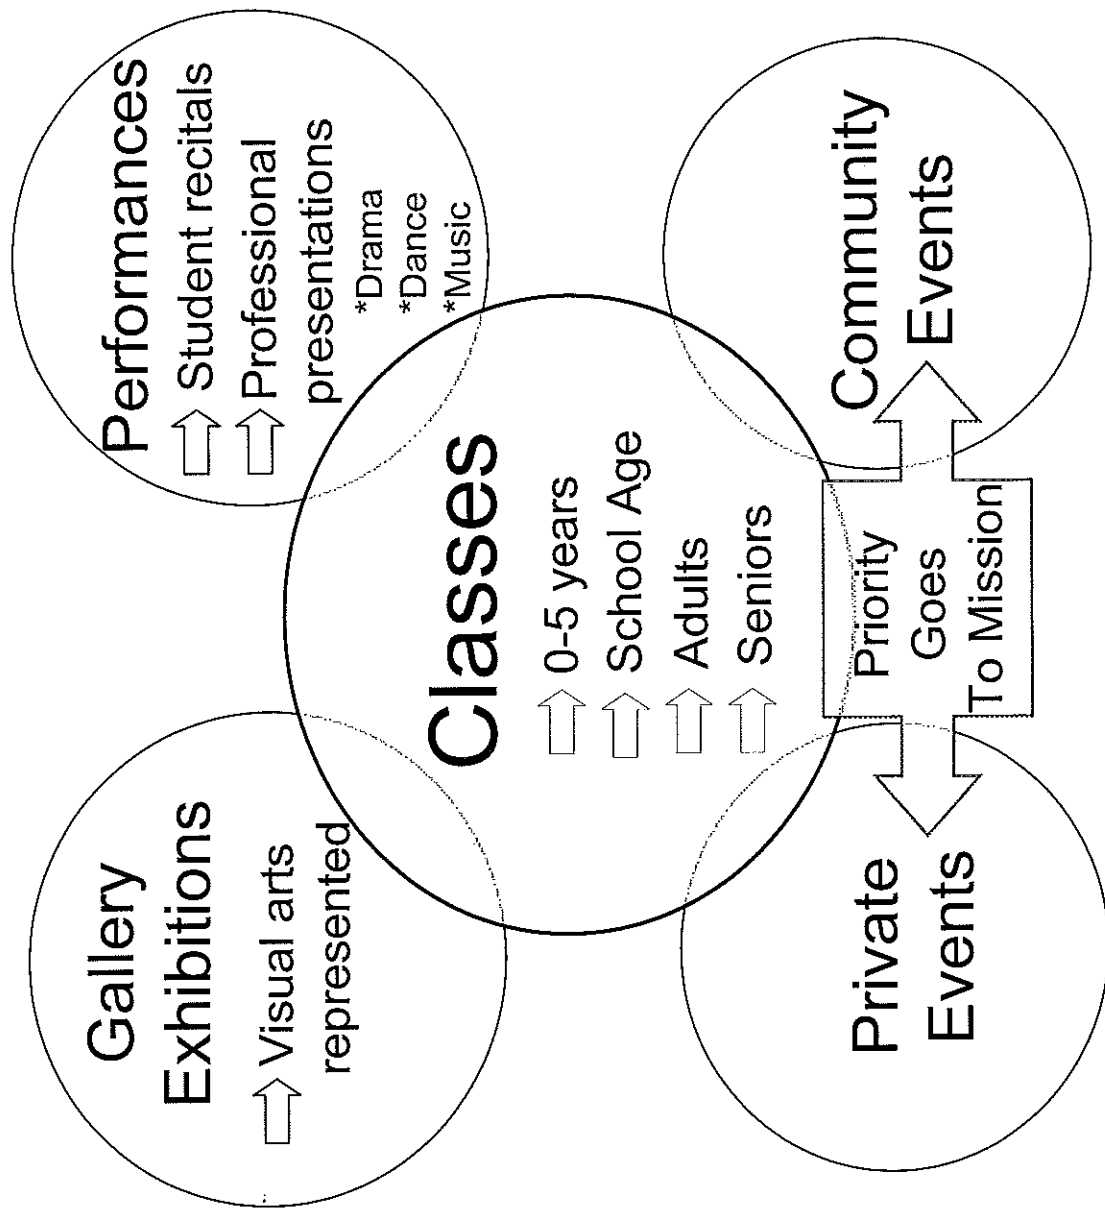 Gallery
Exhibitions
Visual arts
represented
Performances
Student recitals
Professional
presentations
*Drama
*Dance
*Music
Classes
0-5 years
School Age
Adults
Seniors
Private
Events
Priority
Goes
To Mission
Community
Events